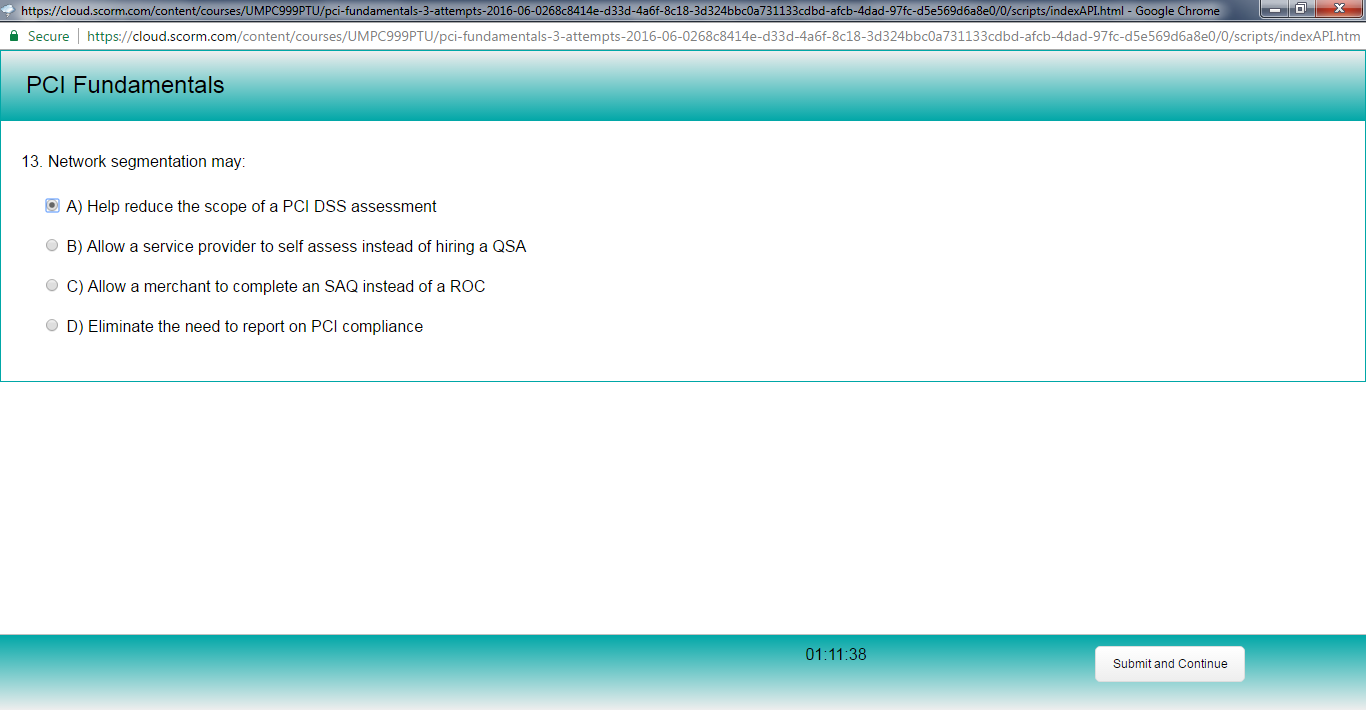 https://cloud.scorm.com/content/courses/UMPC999PTU/pci-fundamentals-3-attempts-2016-06-0268c8414e-d33d-4a6f-8c18-3d324bbc0a731133cdbd-afcb-4dad-97fc-d5e569d6a8e0/0/scripts/indexAPI.html - Google Chrome
Secure https://cloud.scorm.com/content/courses/UMPC999PTU/pci-fundamentals-3-attempts-2016-06-0268c8414e-d33d-4a6f-8c18-3d324bbc0a731133cdbd-afcb-4dad-97fc-d5e569d6a8e0/0/scripts/indexAPI.htm
PCI Fundamentals
13. Network segmentation may:
A) Help reduce the scope of a PCI DSS assessment
B) Allow a service provider to self assess instead of hiring a QSA
C) Allow a merchant to complete an SAQ instead of a ROC
D) Eliminate the need to report on PCI compliance
01:11:38
Submit and Continue